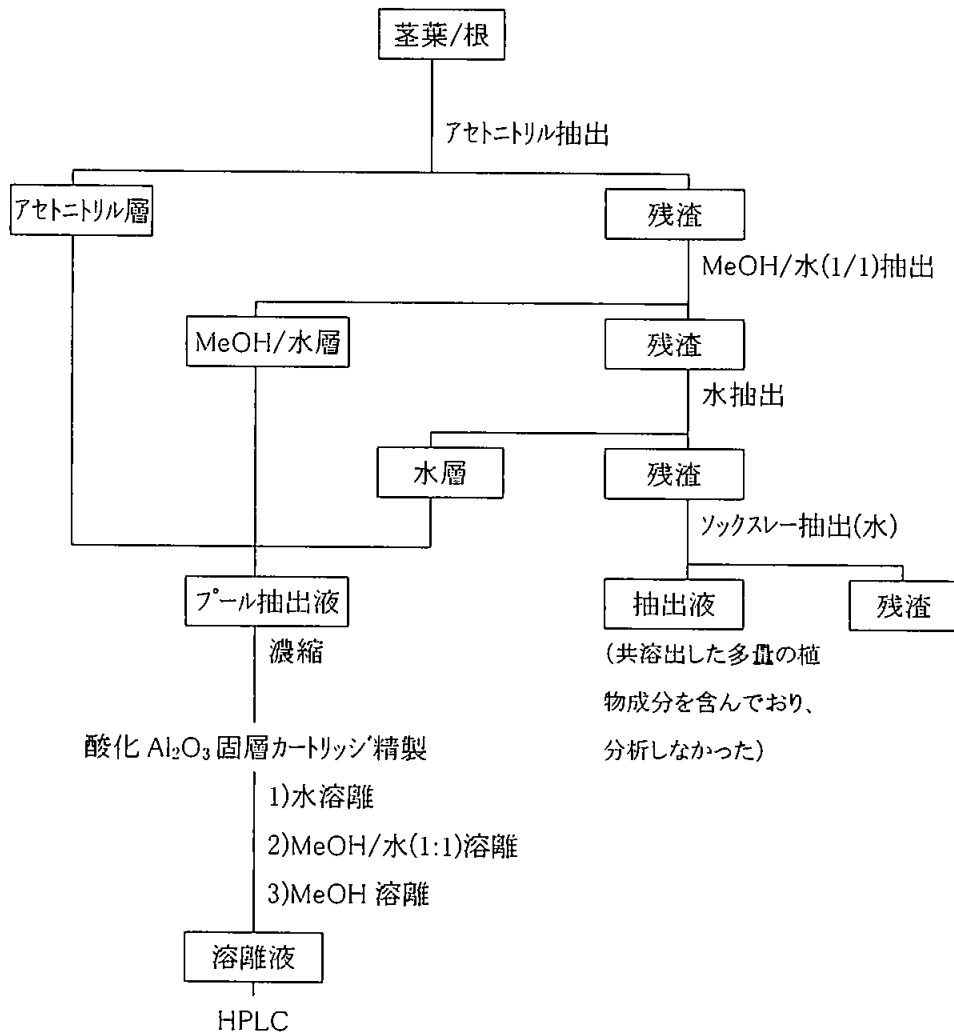 茎葉/根
アセトニトリル抽出
アセトニトリル層
残渣
MeOH/水(1/1)抽出
MeOH/水層
残渣
水抽出
水層
残渣
ソックスレー抽出(水)
プール抽出液
抽出液
残渣
濃縮
(共溶出した多量の植
物成分を含んでおり、
分析しなかった)
酸化 Al₂O₃ 固層カートリッジ精製
1)水溶離
2)MeOH/水(1:1)溶離
3)MeOH 溶離
溶離液
HPLC